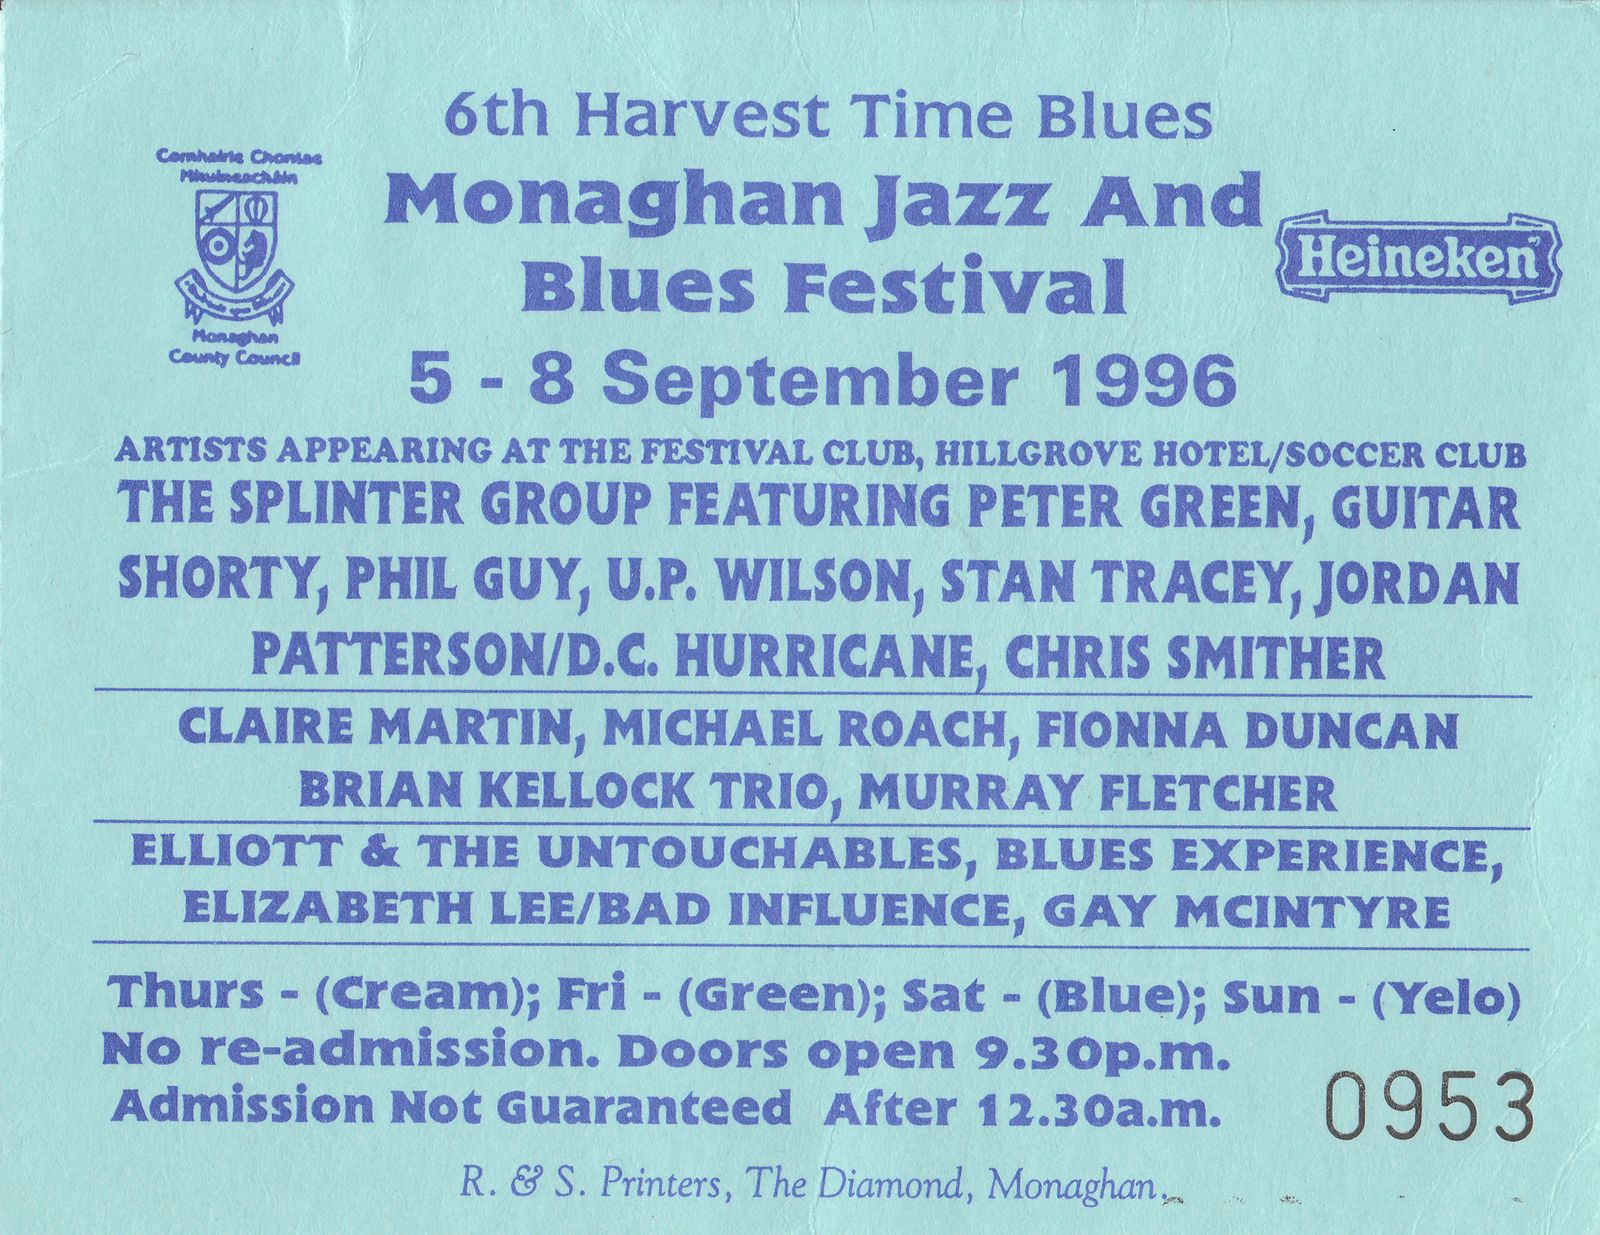 6th Harvest Time Blues
Monaghan Jazz And
Blues Festival
5 - 8 September 1996
Comhairle Chontae
Mhuineacháin
Monaghan
County Council
Heineken
ARTISTS APPEARING AT THE FESTIVAL CLUB, HILLGROVE HOTEL/SOCCER CLUB
THE SPLINTER GROUP FEATURING PETER GREEN, GUITAR
SHORTY, PHIL GUY, U.P. WILSON, STAN TRACEY, JORDAN
PATTERSON/D.C. HURRICANE, CHRIS SMITHER
CLAIRE MARTIN, MICHAEL ROACH, FIONNA DUNCAN
BRIAN KELLOCK TRIO, MURRAY FLETCHER
ELLIOTT & THE UNTOUCHABLES, BLUES EXPERIENCE,
ELIZABETH LEE/BAD INFLUENCE, GAY MCINTYRE
Thurs - (Cream); Fri - (Green); Sat - (Blue); Sun - (Yelo)
No re-admission. Doors open 9.30p.m.
Admission Not Guaranteed After 12.30a.m.
0953
R. & S. Printers, The Diamond, Monaghan.